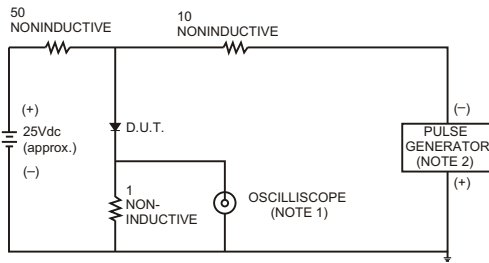 50
NONINDUCTIVE
10
NONINDUCTIVE
(+)
25Vdc
(approx.)
(–)
D.U.T.
1
NON-
INDUCTIVE
OSCILLISCOPE
(NOTE 1)
(–)
PULSE
GENERATOR
(NOTE 2)
(+)